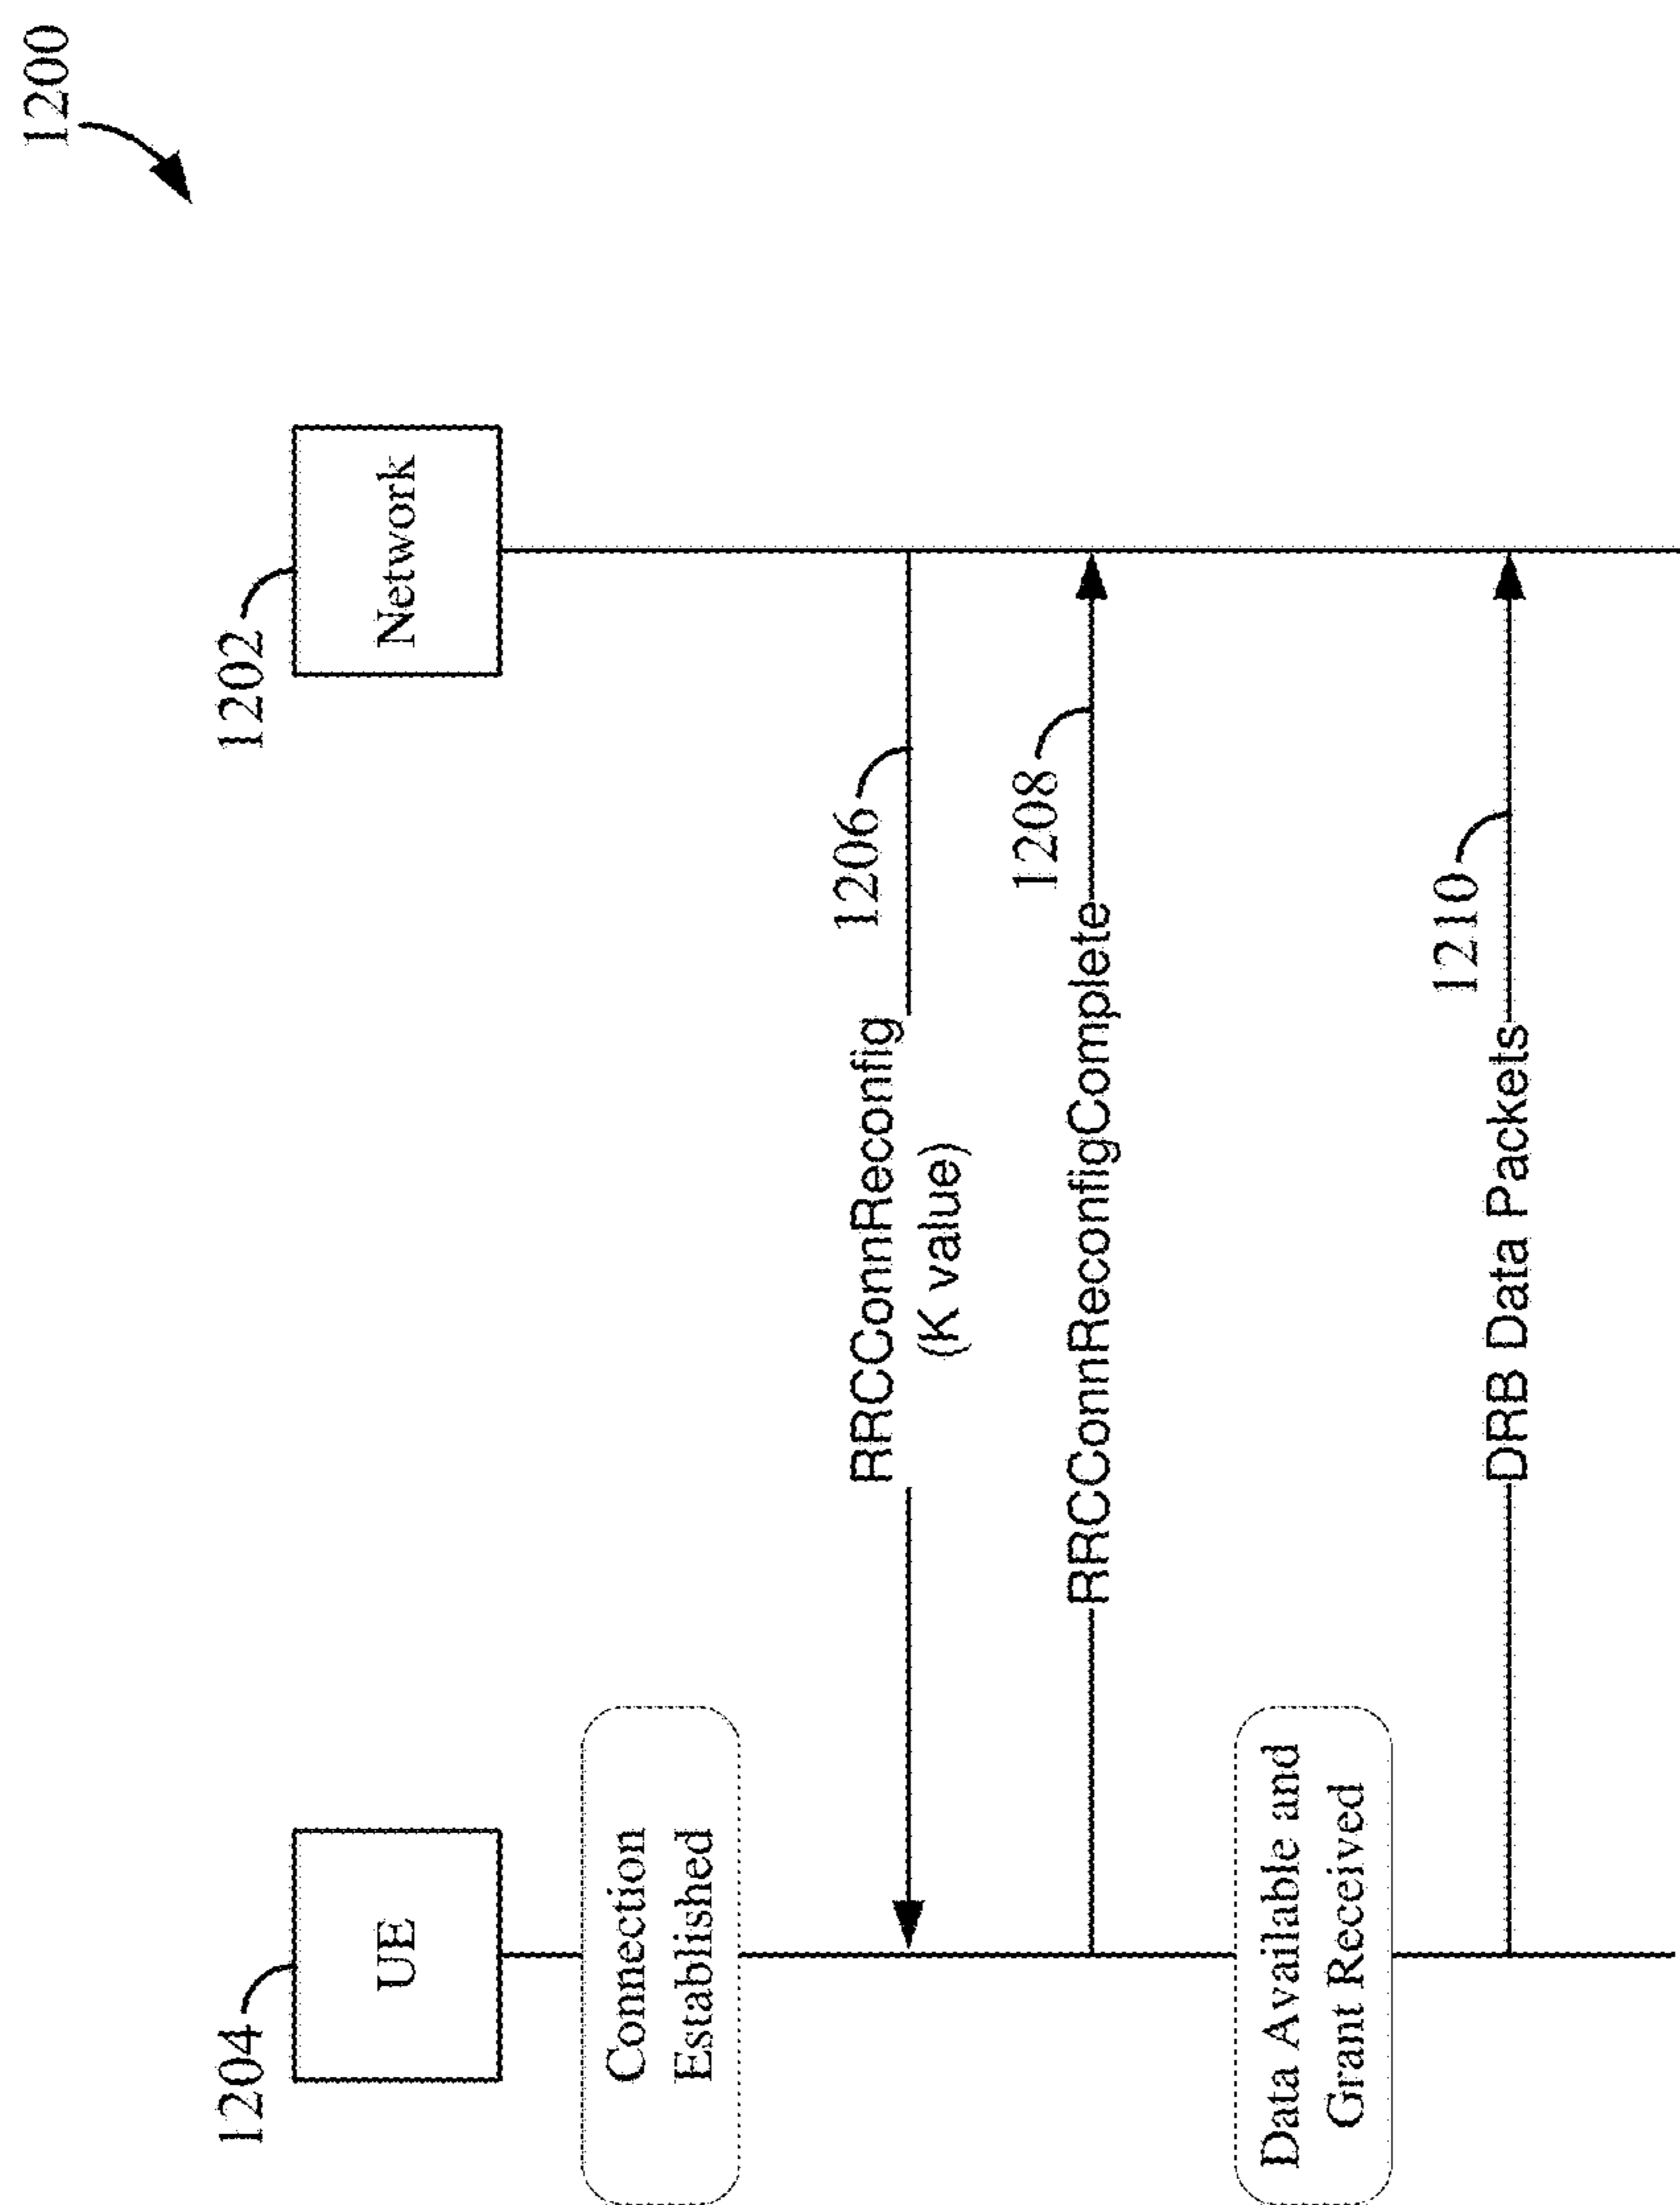 1200
1204
1202
UE
Network
Connection
Established
1206
RRCConnReconfig
(K value)
1208
RRCConnReconfigComplete
Data Available and
Grant Received
1210
DRB Data Packets